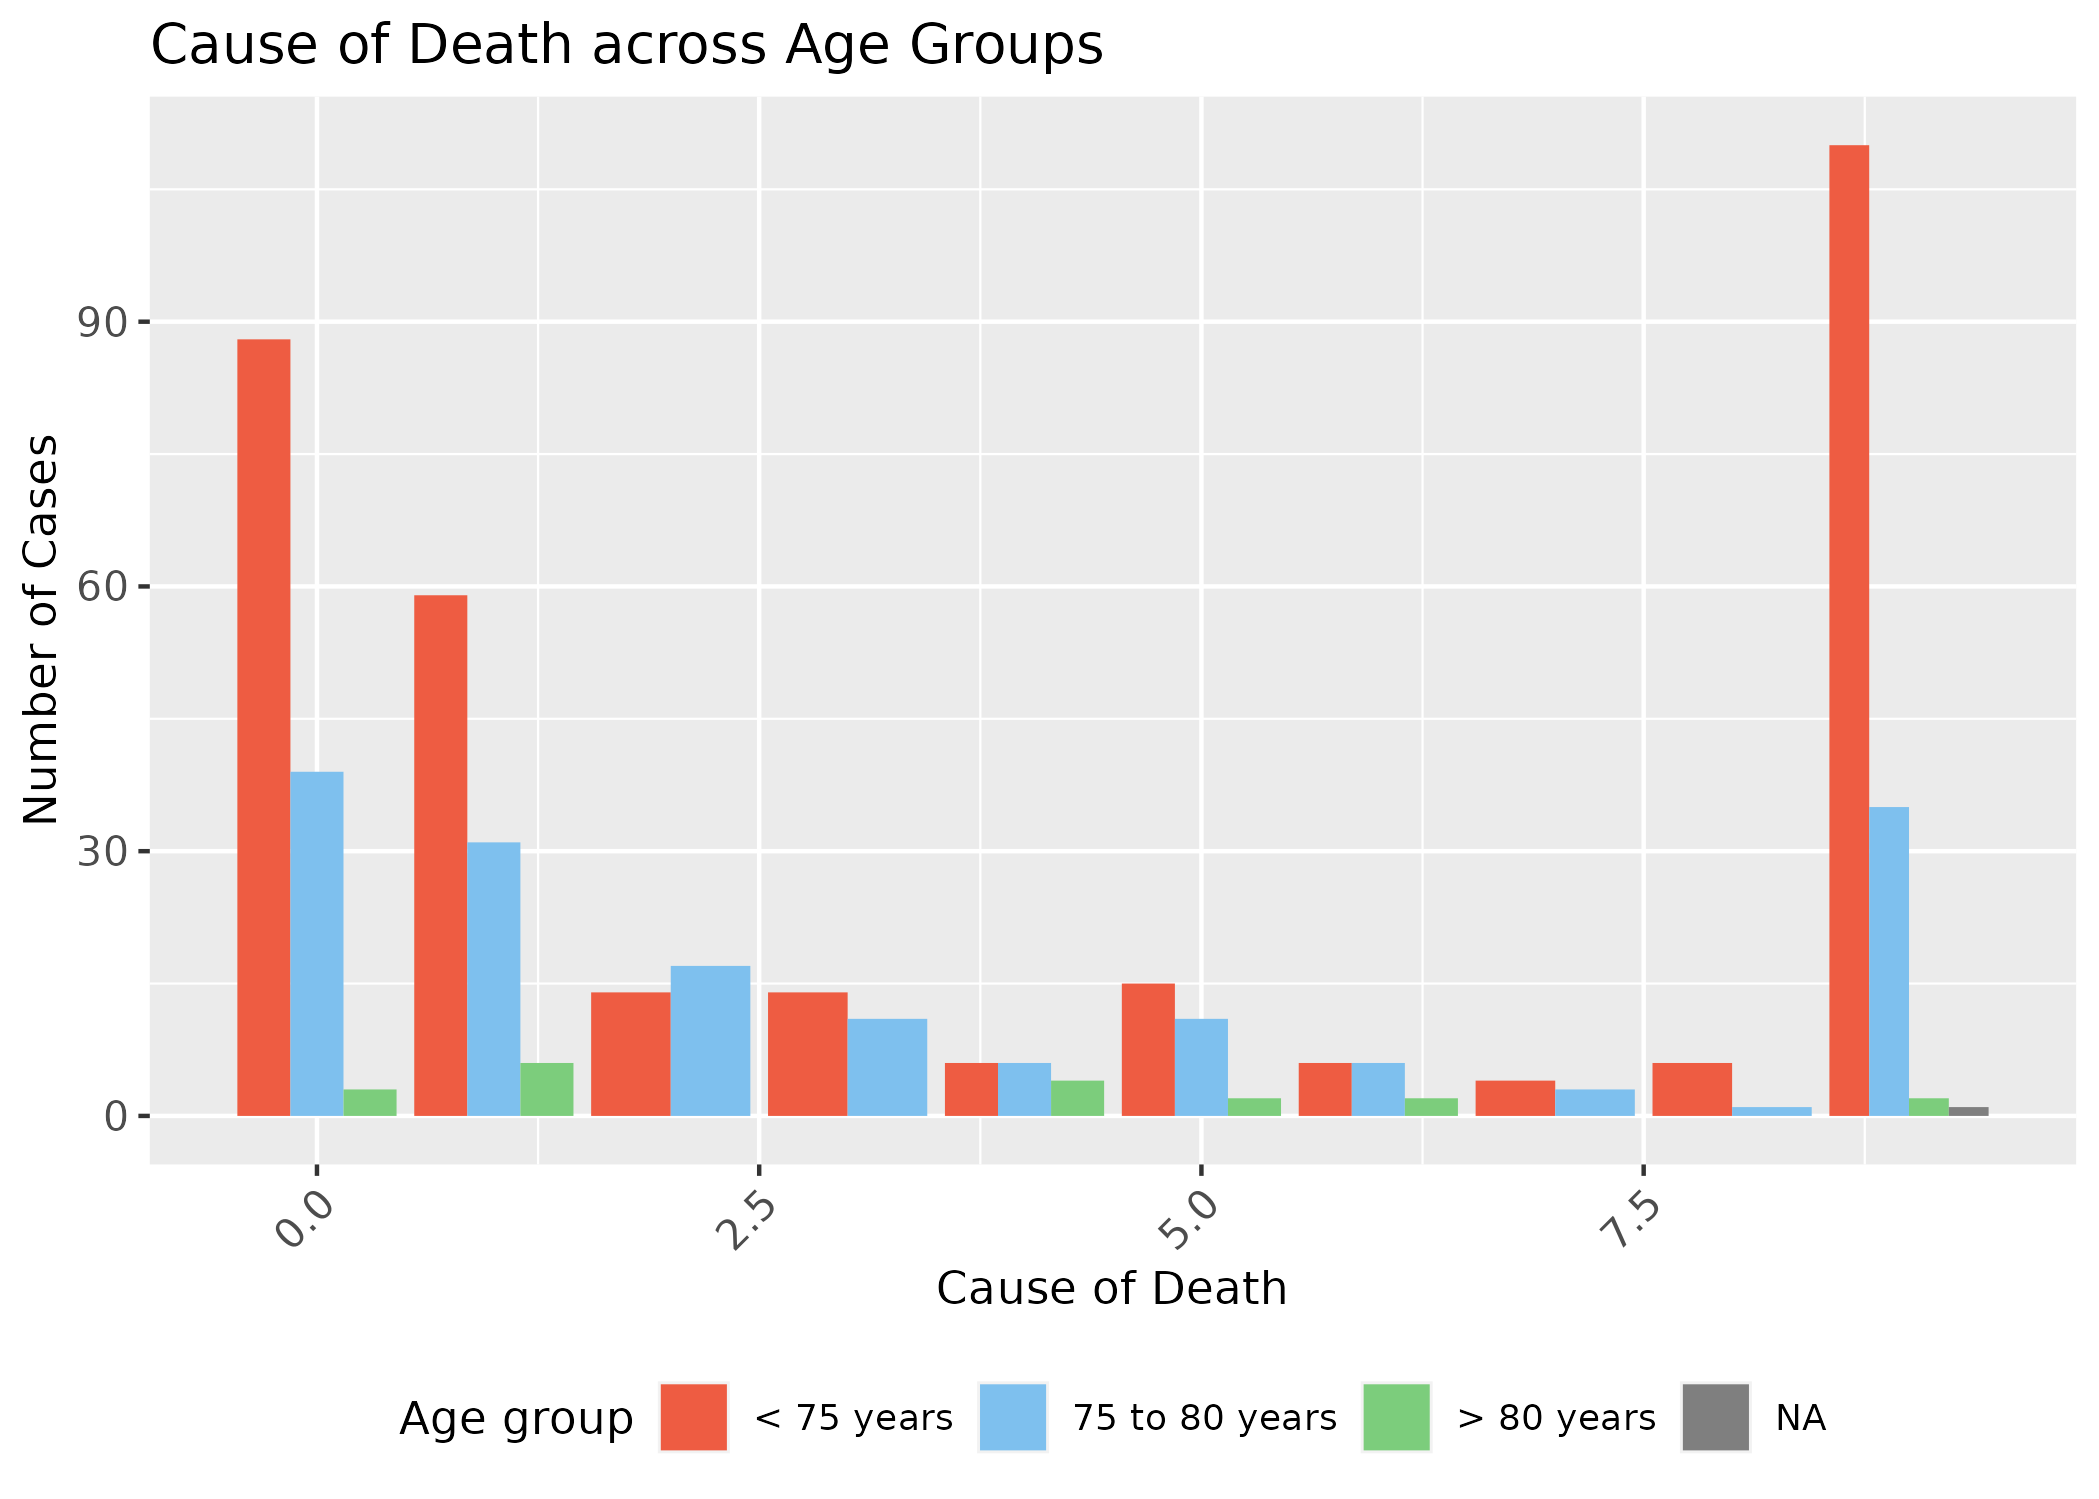 Cause of Death across Age Groups
Number of Cases
90
60
30
0
0.0
2.5
5.0
7.5
Cause of Death
Age group
< 75 years
75 to 80 years
> 80 years
NA